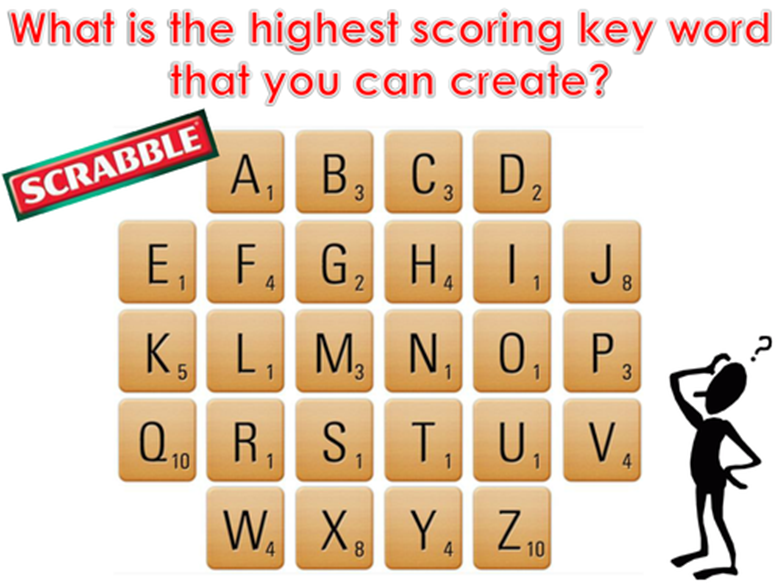 What is the highest scoring key word
that you can create?
SCRABBLE
A1 B3 C3 D2
E1 F4 G2 H4 I1 J8
K5 L1 M3 N1 O1 P3
Q10 R1 S1 T1 U1 V4
W4 X8 Y4 Z10
?